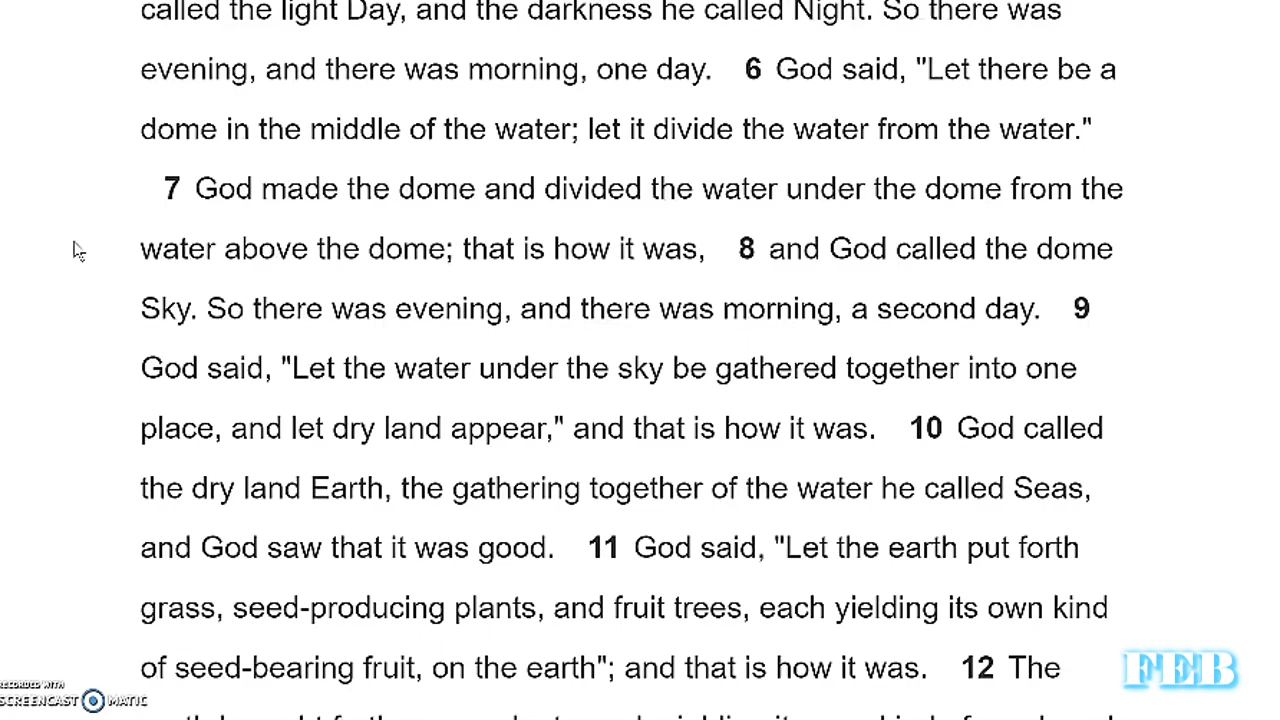 called the light Day, and the darkness he called Night. So there was
evening, and there was morning, one day. 6 God said, "Let there be a
dome in the middle of the water; let it divide the water from the water."
7 God made the dome and divided the water under the dome from the
water above the dome; that is how it was, 8 and God called the dome
Sky. So there was evening, and there was morning, a second day. 9
God said, "Let the water under the sky be gathered together into one
place, and let dry land appear," and that is how it was. 10 God called
the dry land Earth, the gathering together of the water he called Seas,
and God saw that it was good. 11 God said, "Let the earth put forth
grass, seed-producing plants, and fruit trees, each yielding its own kind
of seed-bearing fruit, on the earth"; and that is how it was. 12 The
FEB
RECORDED WITH
SCREENCAST MATIC